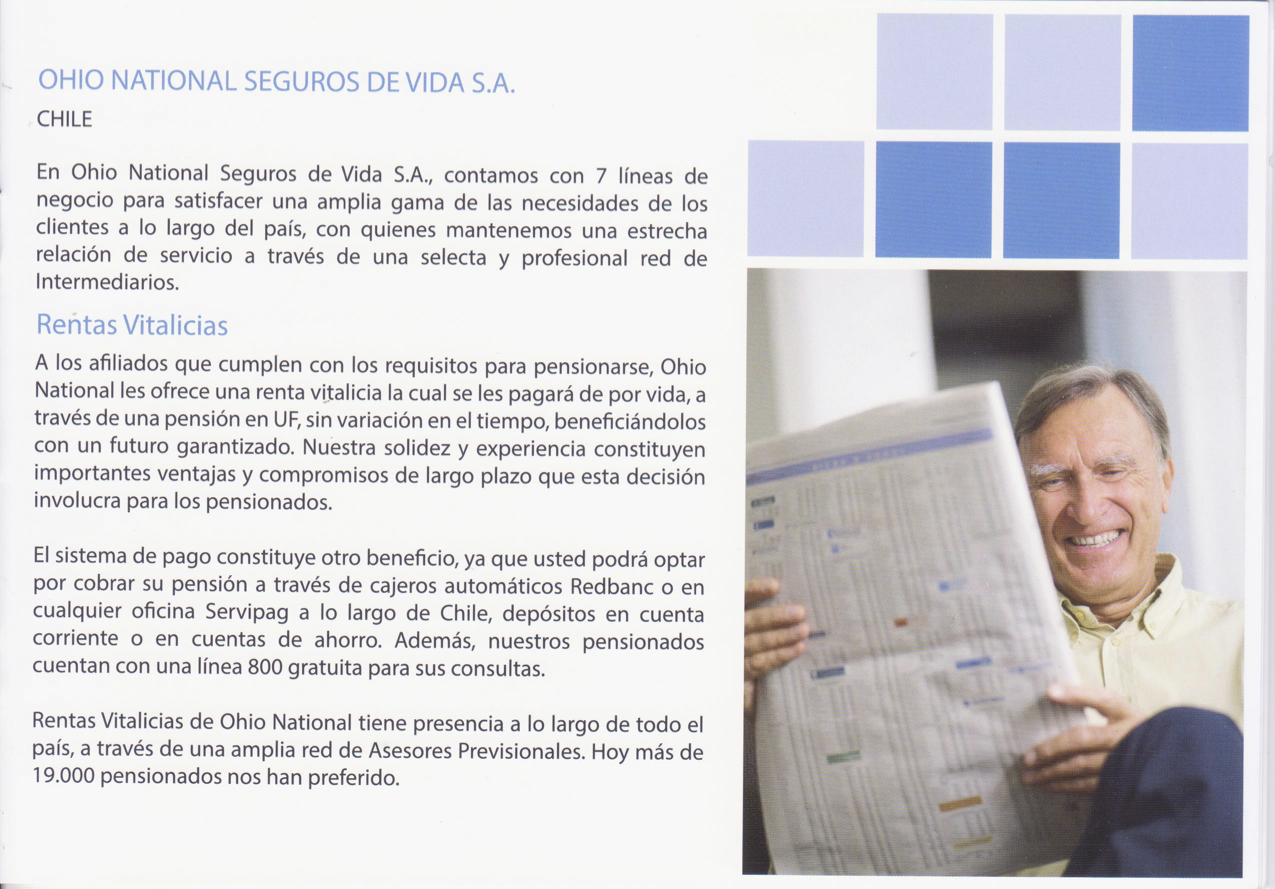 OHIO NATIONAL SEGUROS DE VIDA S.A.
CHILE
En Ohio National Seguros de Vida S.A., contamos con 7 líneas de
negocio para satisfacer una amplia gama de las necesidades de los
clientes a lo largo del país, con quienes mantenemos una estrecha
relación de servicio a través de una selecta y profesional red de
Intermediarios.
Rentas Vitalicias
A los afiliados que cumplen con los requisitos para pensionarse, Ohio
National les ofrece una renta vitalicia la cual se les pagará de por vida, a
través de una pensión en UF, sin variación en el tiempo, beneficiándolos
con un futuro garantizado. Nuestra solidez y experiencia constituyen
importantes ventajas y compromisos de largo plazo que esta decisión
involucra para los pensionados.
El sistema de pago constituye otro beneficio, ya que usted podrá optar
por cobrar su pensión a través de cajeros automáticos Redbanc o en
cualquier oficina Servipag a lo largo de Chile, depósitos en cuenta
corriente o en cuentas de ahorro. Además, nuestros pensionados
cuentan con una línea 800 gratuita para sus consultas.
Rentas Vitalicias de Ohio National tiene presencia a lo largo de todo el
país, a través de una amplia red de Asesores Previsionales. Hoy más de
19.000 pensionados nos han preferido.